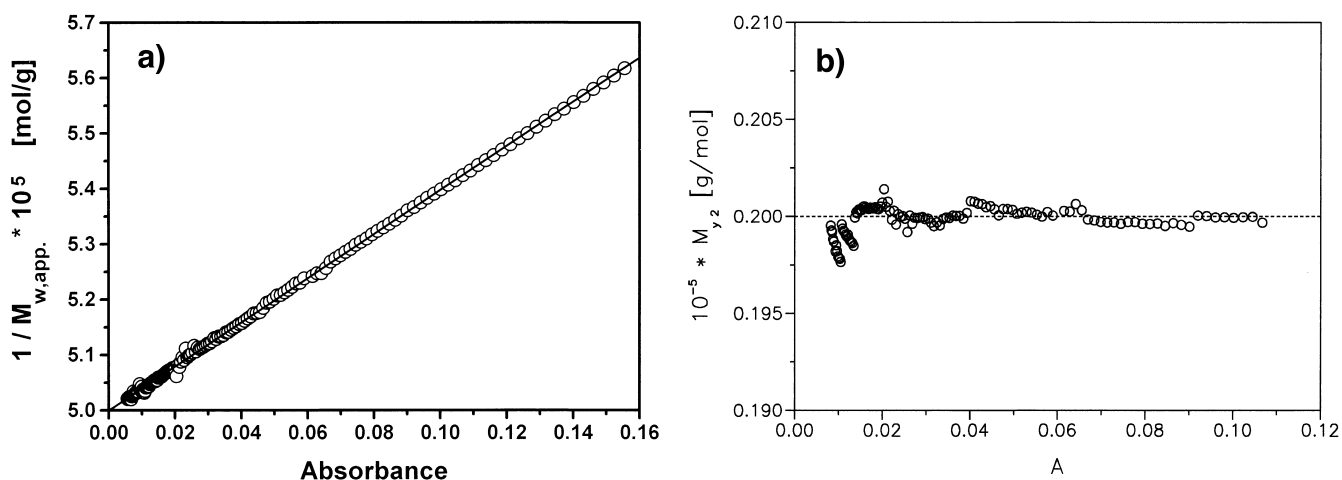 a)
1 / M w,app. * 10 5 [mol/g]
5.7
5.6
5.5
5.4
5.3
5.2
5.1
5.0
0.00 0.02 0.04 0.06 0.08 0.10 0.12 0.14 0.16
Absorbance
b)
10 −5 * M y 2 [g/mol]
0.210
0.205
0.200
0.195
0.190
0.00 0.02 0.04 0.06 0.08 0.10 0.12
A